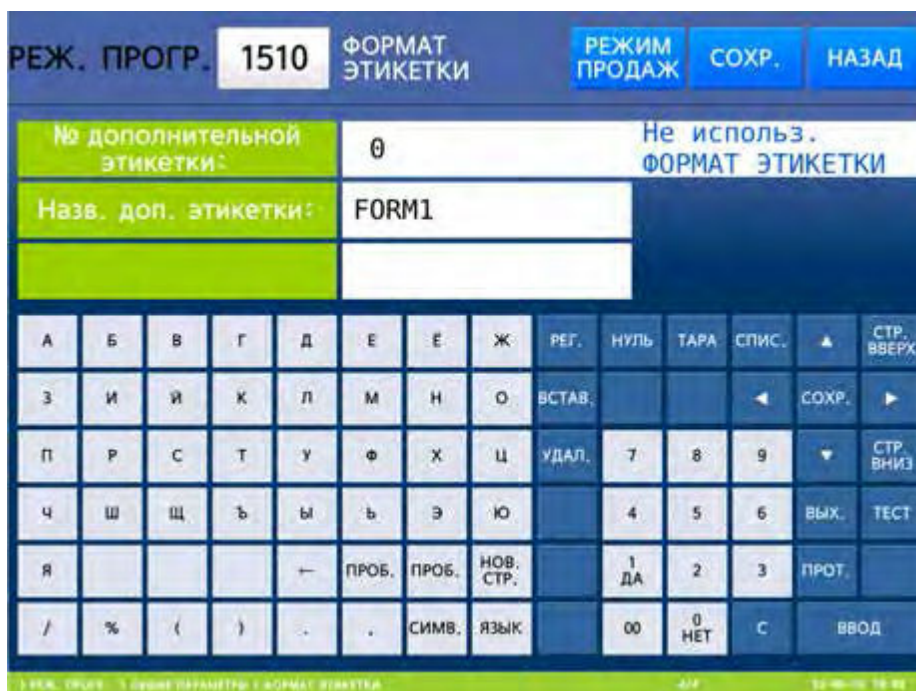 РЕЖ. ПРОГР. 1510 ФОРМАТ ЭТИКЕТКИ РЕЖИМ ПРОДАЖ СОХР. НАЗАД
№ дополнительной этикетки: 0 Не использ. ФОРМАТ ЭТИКЕТКИ
Назв. доп. этикетки: FORM1
А Б В Г Д Е Ё Ж РЕГ. НУЛЬ ТАРА СПИС. ▲ СТР. ВВЕРХ
З И Й К Л М Н О ВСТАВ. ◀ СОХР. ▶
П Р С Т У Ф Х Ц УДАЛ. 7 8 9 ▼ СТР. ВНИЗ
Ч Ш Щ Ъ Ы Ь Э Ю 4 5 6 ВЫХ. ТЕСТ
Я ← ПРОБ. ПРОБ. НОВ. СТР. 1 ДА 2 3 ПРОТ.
/ % ( ) . , СИМВ. ЯЗЫК 00 0 НЕТ C ВВОД